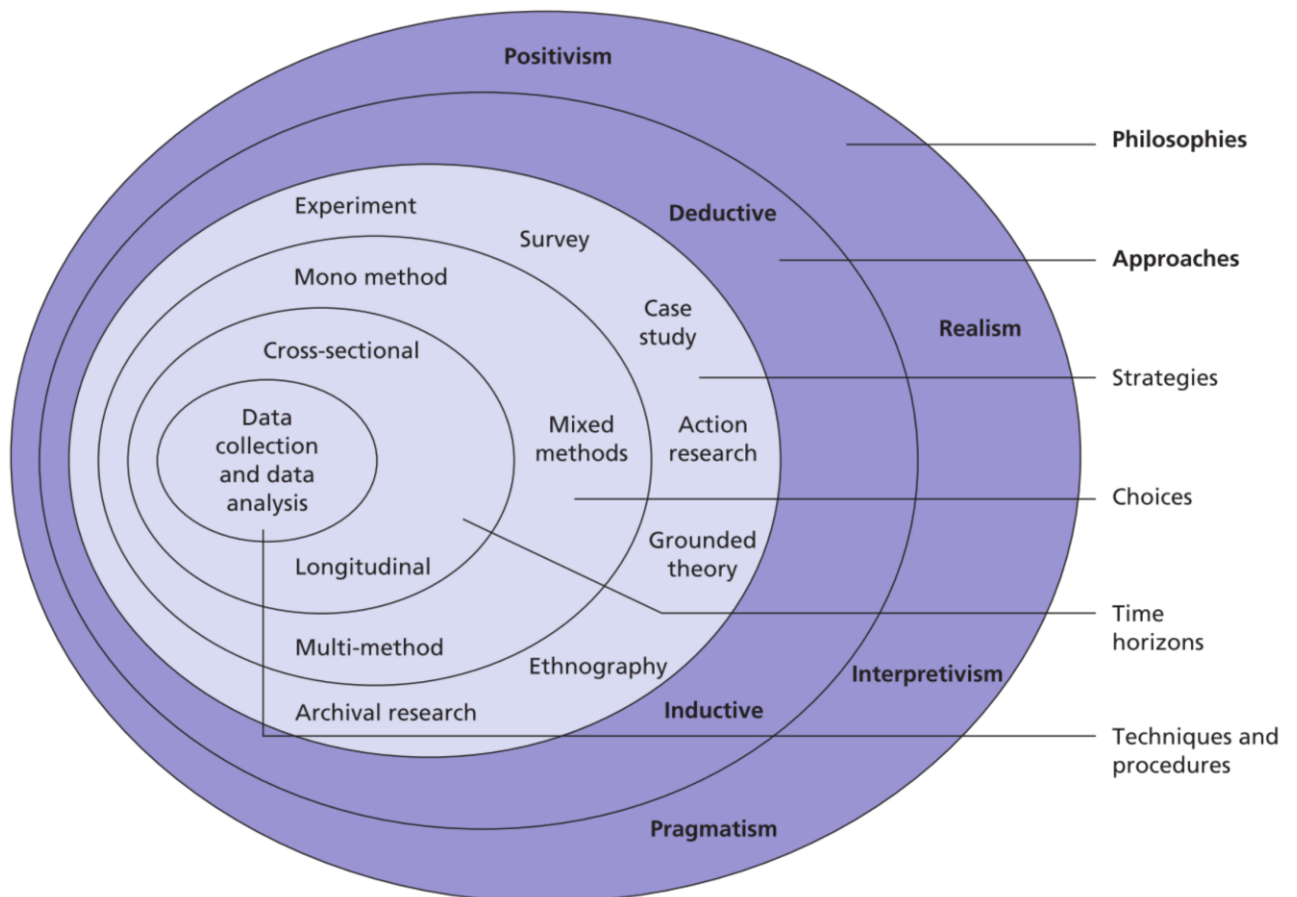 Positivism
Philosophies
Experiment
Deductive
Survey
Approaches
Mono method
Case
study
Realism
Cross-sectional
Strategies
Data
collection
and data
analysis
Mixed
methods
Action
research
Choices
Grounded
theory
Longitudinal
Time
horizons
Multi-method
Ethnography
Interpretivism
Archival research
Inductive
Techniques and
procedures
Pragmatism